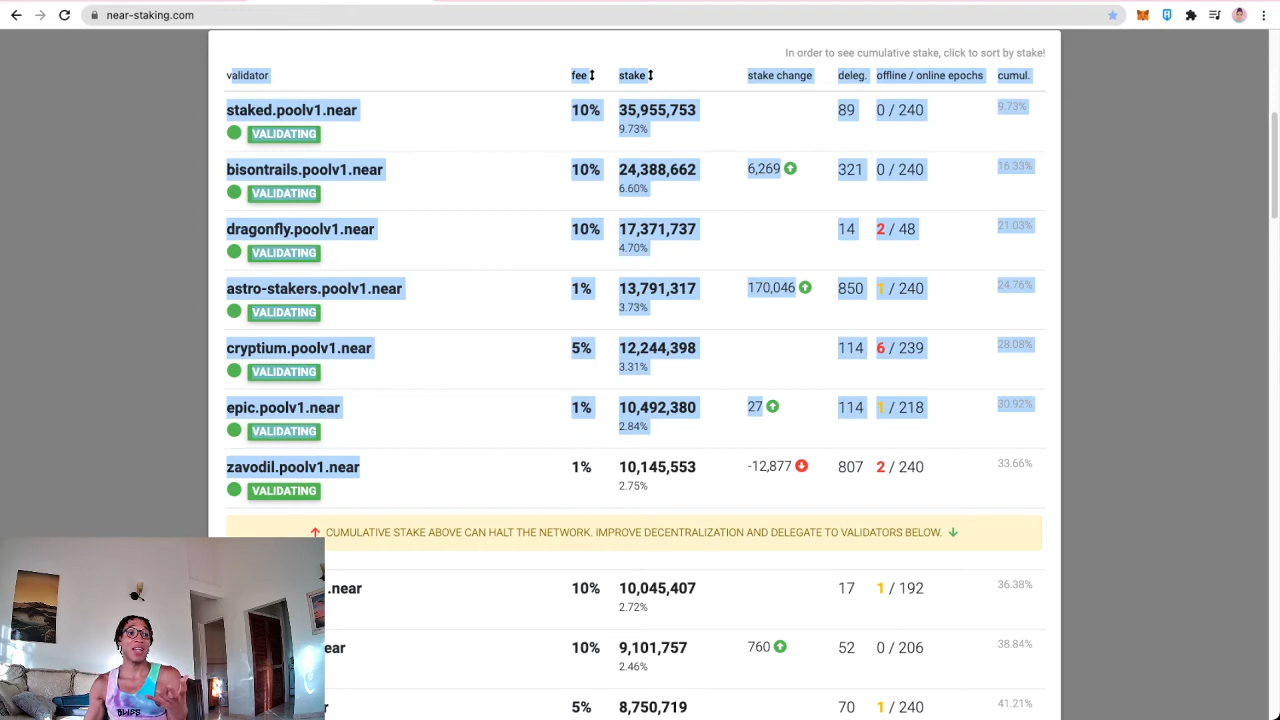 near-staking.com
In order to see cumulative stake, click to sort by stake!
validator fee stake stake change deleg. offline / online epochs cumul.
staked.poolv1.near 10% 35,955,753 89 0 / 240 9.73%
9.73%
VALIDATING
bisontrails.poolv1.near 10% 24,388,662 6,269 321 0 / 240 16.33%
6.60%
VALIDATING
dragonfly.poolv1.near 10% 17,371,737 14 2 / 48 21.03%
4.70%
VALIDATING
astro-stakers.poolv1.near 1% 13,791,317 170,046 850 1 / 240 24.76%
3.73%
VALIDATING
cryptium.poolv1.near 5% 12,244,398 114 6 / 239 28.08%
3.31%
VALIDATING
epic.poolv1.near 1% 10,492,380 27 114 1 / 218 30.92%
2.84%
VALIDATING
zavodil.poolv1.near 1% 10,145,553 -12,877 807 2 / 240 33.66%
2.75%
VALIDATING
CUMULATIVE STAKE ABOVE CAN HALT THE NETWORK. IMPROVE DECENTRALIZATION AND DELEGATE TO VALIDATORS BELOW.
.near 10% 10,045,407 17 1 / 192 36.38%
2.72%
ear 10% 9,101,757 760 52 0 / 206 38.84%
2.46%
r 5% 8,750,719 70 1 / 240 41.21%